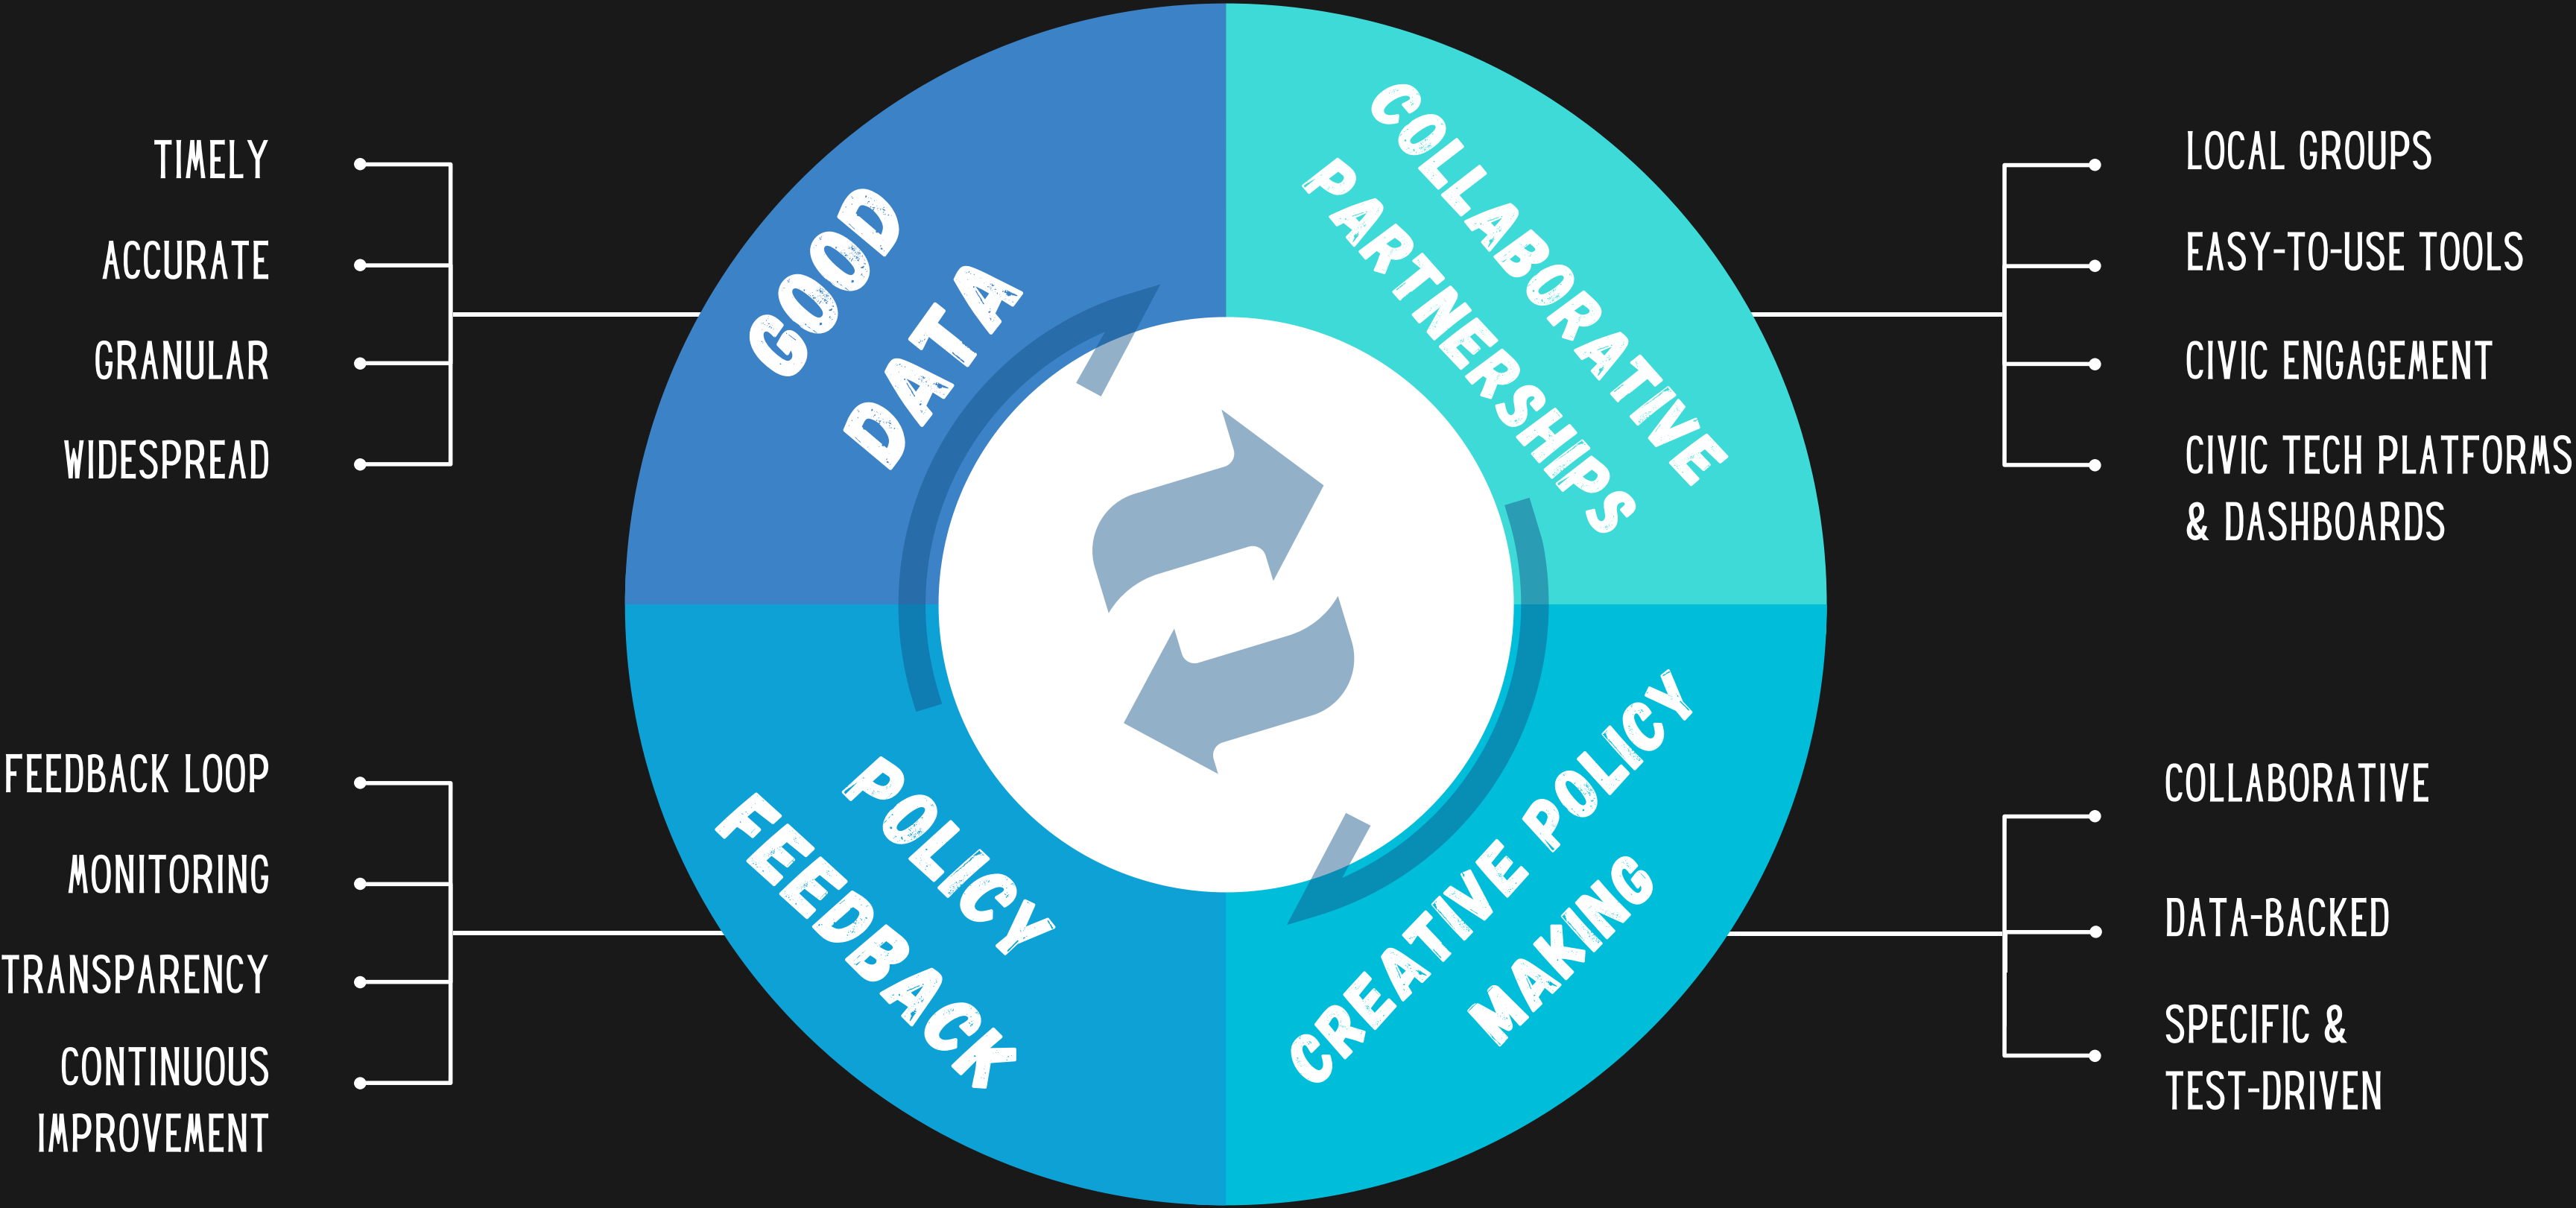 TIMELY
ACCURATE
GRANULAR
WIDESPREAD
GOOD
DATA
COLLABORATIVE
PARTNERSHIPS
LOCAL GROUPS
EASY-TO-USE TOOLS
CIVIC ENGAGEMENT
CIVIC TECH PLATFORMS
& DASHBOARDS
FEEDBACK LOOP
MONITORING
TRANSPARENCY
CONTINUOUS
IMPROVEMENT
POLICY
FEEDBACK
CREATIVE POLICY
MAKING
COLLABORATIVE
DATA-BACKED
SPECIFIC &
TEST-DRIVEN